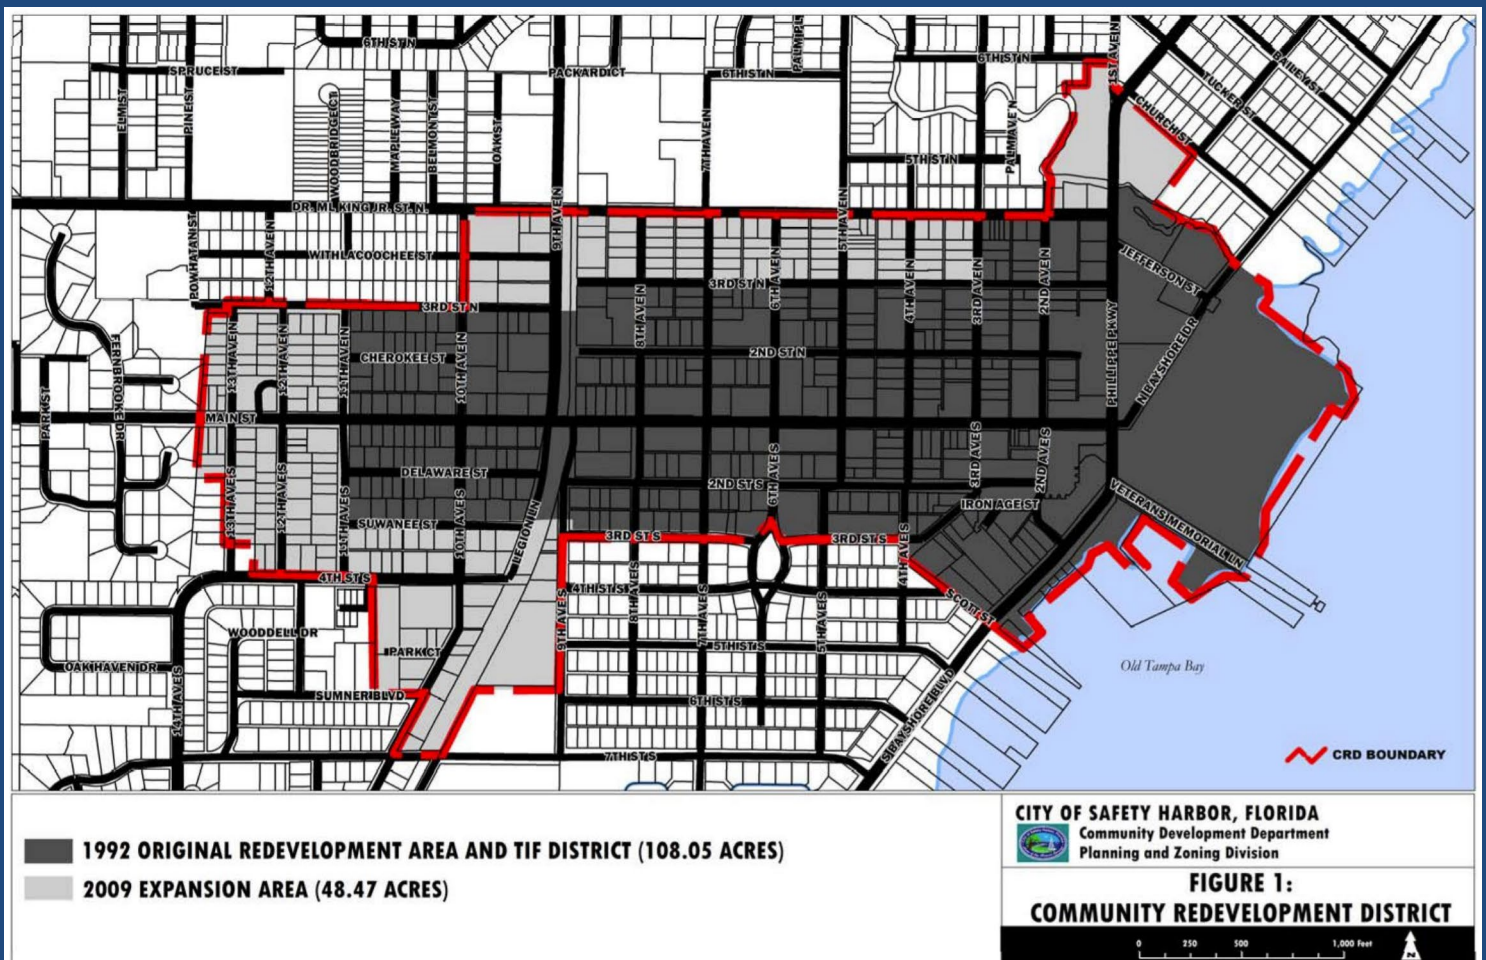 6TH ST N
SPRUCE ST
PACKARD CT
6TH ST N
6TH ST N
1ST AVE N
BAILEY ST
TUCKER ST
CHURCH ST
ELM ST
PINE ST
WOODBRIDGE CT
MAPLE WAY
BELMONT ST
OAK ST
7TH AVE N
5TH ST N
PALM AVE N
DR. ML KING JR. ST. N.
9TH AVE N
5TH AVE N
POWHATAN ST
12TH AVE N
WITHLACOOCHEE ST
3RD ST N
3RD ST N
6TH AVE N
4TH AVE N
3RD AVE N
2ND AVE N
JEFFERSON ST
8TH AVE N
PHILLIPPE PKWY
N BAYSHORE DR
13TH AVE N
12TH AVE N
11TH AVE N
CHEROKEE ST
10TH AVE N
2ND ST N
FERNBROOKE DR
PARK ST
MAIN ST
DELAWARE ST
2ND ST S
6TH AVE S
3RD AVE S
2ND AVE S
13TH AVE S
12TH AVE S
11TH AVE S
SUWANEE ST
10TH AVE S
LEGION LN
IRON AGE ST
VETERANS MEMORIAL LN
3RD ST S
3RD ST S
4TH AVE S
4TH ST S
4TH ST S
SCOTT ST
9TH AVE S
8TH AVE S
7TH AVE S
5TH AVE S
WOODDELL DR
PARK CT
5TH ST S
OAK HAVEN DR
14TH AVE S
SUMNER BLVD
6TH ST S
S BAYSHORE BLVD
7TH ST S
Old Tampa Bay
CRD BOUNDARY
1992 ORIGINAL REDEVELOPMENT AREA AND TIF DISTRICT (108.05 ACRES)
2009 EXPANSION AREA (48.47 ACRES)
CITY OF SAFETY HARBOR, FLORIDA
Community Development Department
Planning and Zoning Division
FIGURE 1:
COMMUNITY REDEVELOPMENT DISTRICT
0 250 500 1,000 Feet
N